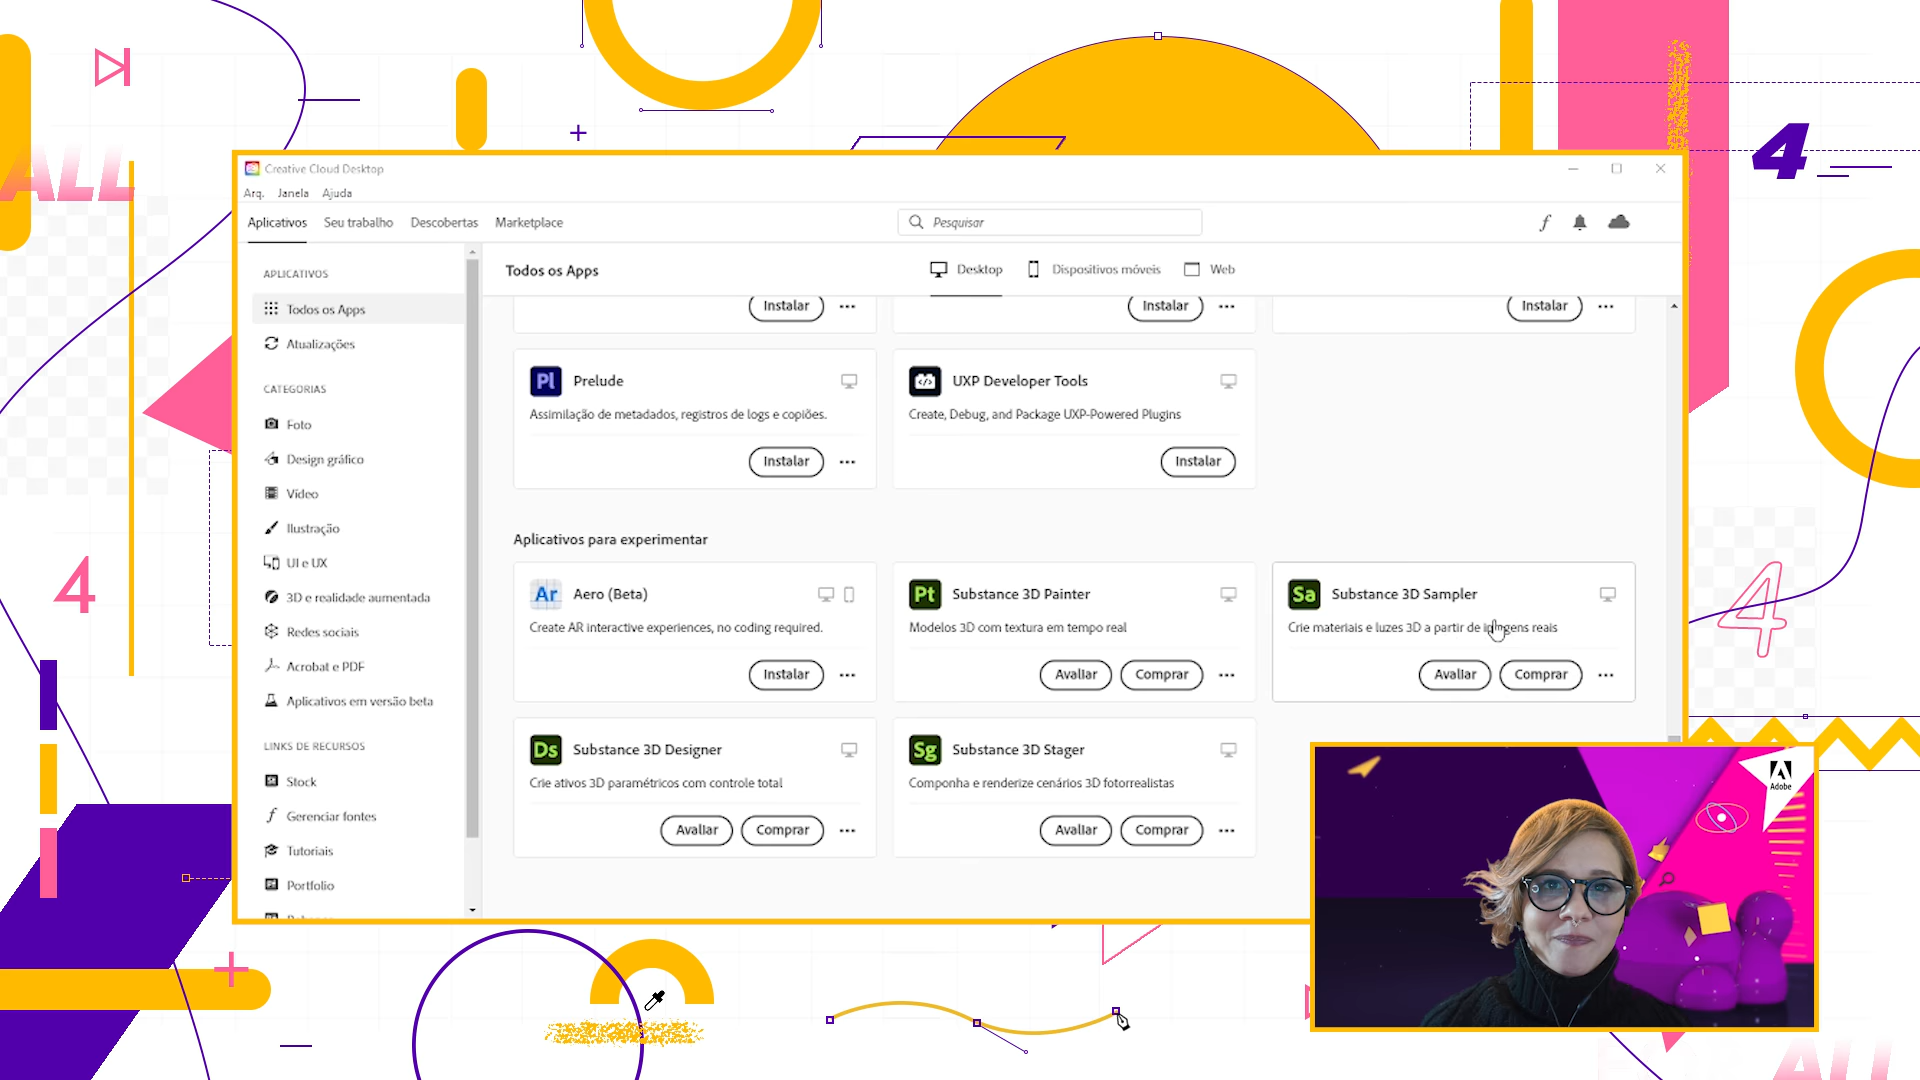 ALL
4
Creative Cloud Desktop
Arq. Janela Ajuda
Aplicativos Seu trabalho Descobertas Marketplace
Pesquisar
APLICATIVOS
Todos os Apps
Atualizações
CATEGORIAS
Foto
Design gráfico
Vídeo
Ilustração
UI e UX
3D e realidade aumentada
Redes sociais
Acrobat e PDF
Aplicativos em versão beta
LINKS DE RECURSOS
Stock
Gerenciar fontes
Tutoriais
Portfolio
Todos os Apps
Desktop Dispositivos móveis Web
Instalar Instalar Instalar
Pl Prelude
Assimilação de metadados, registros de logs e copiões.
Instalar
UXP Developer Tools
Create, Debug, and Package UXP-Powered Plugins
Instalar
Aplicativos para experimentar
Ar Aero (Beta)
Create AR interactive experiences, no coding required.
Instalar
Pt Substance 3D Painter
Modelos 3D com textura em tempo real
Avaliar Comprar
Sa Substance 3D Sampler
Crie materiais e luzes 3D a partir de imagens reais
Avaliar Comprar
Ds Substance 3D Designer
Crie ativos 3D paramétricos com controle total
Avaliar Comprar
Sg Substance 3D Stager
Componha e renderize cenários 3D fotorrealistas
Avaliar Comprar
4
4
Adobe
ALL